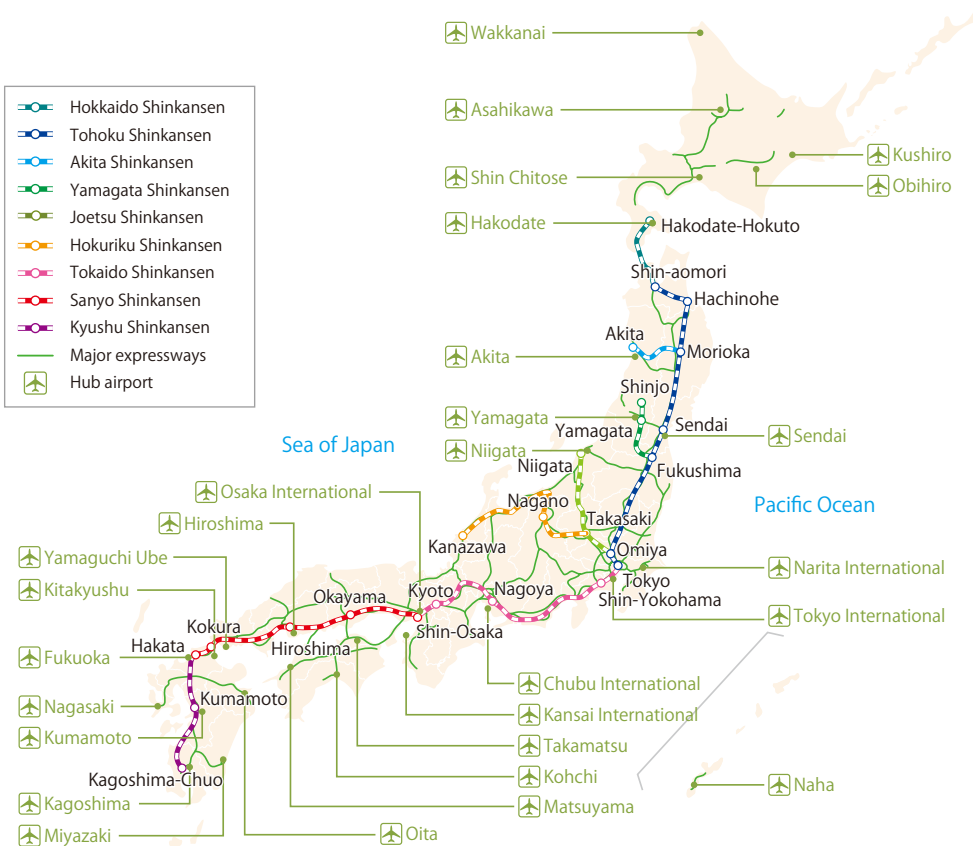 Wakkanai
Asahikawa
Kushiro
Shin Chitose
Obihiro
Hakodate
Hakodate-Hokuto
Hokkaido Shinkansen
Tohoku Shinkansen
Akita Shinkansen
Yamagata Shinkansen
Joetsu Shinkansen
Hokuriku Shinkansen
Tokaido Shinkansen
Sanyo Shinkansen
Kyushu Shinkansen
Major expressways
Hub airport
Shin-aomori
Hachinohe
Akita
Morioka
Akita
Shinjo
Yamagata
Yamagata
Sendai
Sendai
Sea of Japan
Niigata
Niigata
Fukushima
Osaka International
Nagano
Pacific Ocean
Hiroshima
Takasaki
Kanazawa
Omiya
Yamaguchi Ube
Narita International
Tokyo
Kitakyushu
Okayama
Kyoto
Nagoya
Shin-Yokohama
Tokyo International
Kokura
Shin-Osaka
Hakata
Hiroshima
Fukuoka
Chubu International
Kumamoto
Nagasaki
Kansai International
Kumamoto
Takamatsu
Kagoshima-Chuo
Kohchi
Naha
Kagoshima
Matsuyama
Miyazaki
Oita